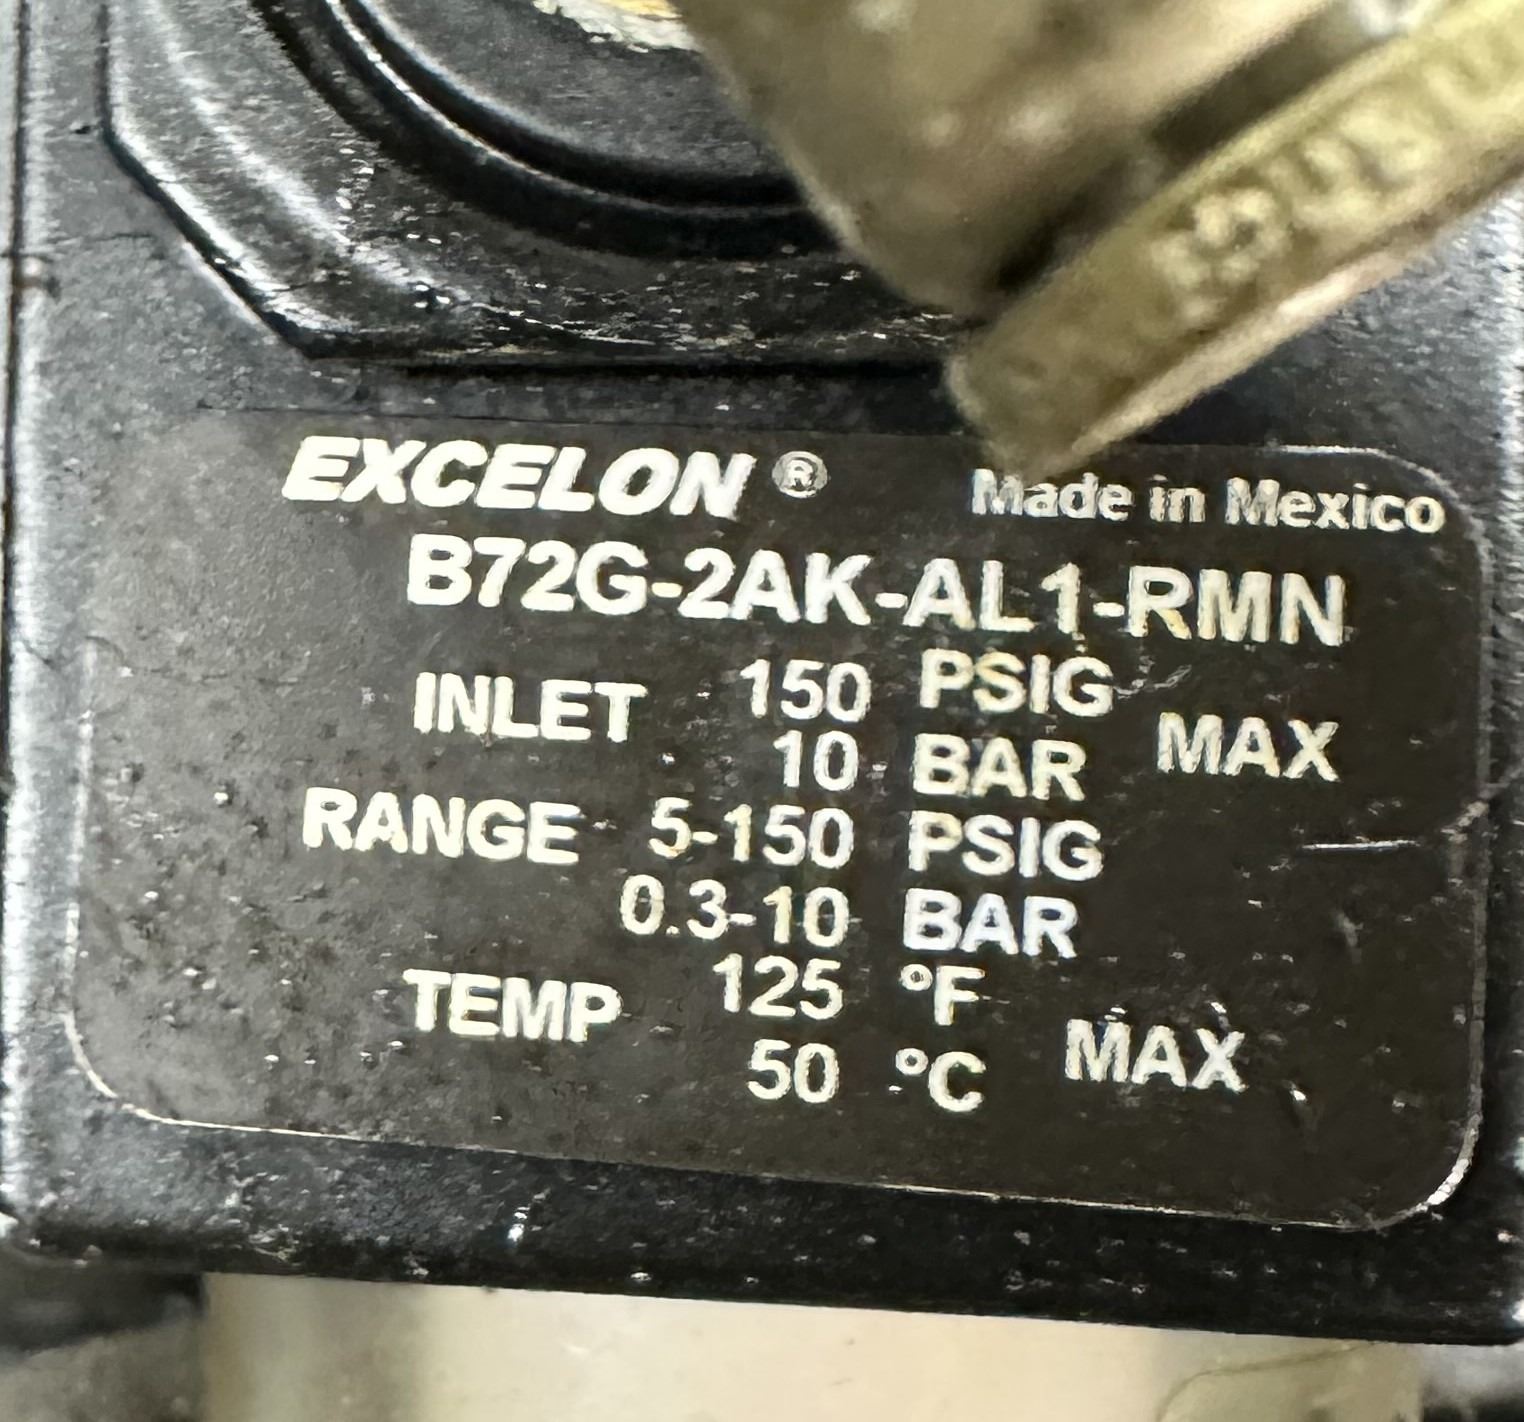 EXCELON® Made in Mexico
B72G-2AK-AL1-RMN
INLET 150 PSIG MAX
10 BAR
RANGE 5-150 PSIG
0.3-10 BAR
TEMP 125 °F MAX
50 °C